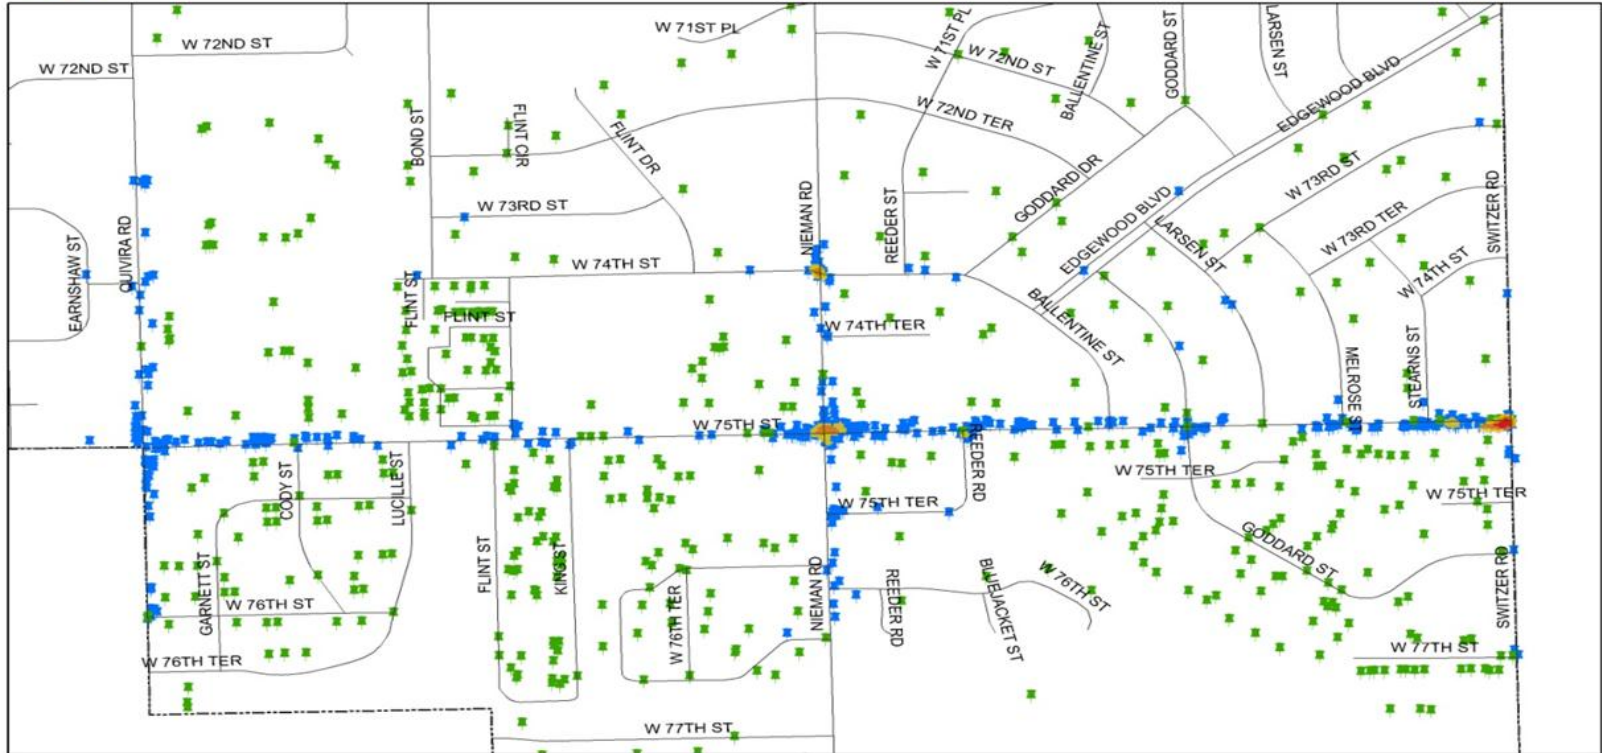 W 71ST PL
W 71ST PL
BALLENTINE ST
GODDARD ST
LARSEN ST
W 72ND ST
W 72ND ST
W 72ND ST
EDGEWOOD BLVD
BOND ST
FLINT CIR
FLINT DR
W 72ND TER
GODDARD DR
W 73RD ST
W 73RD ST
NIEMAN RD
REEDER ST
EDGEWOOD BLVD
LARSEN ST
W 73RD TER
SWITZER RD
EARNSHAW ST
QUIVIRA RD
FLINT ST
W 74TH ST
W 74TH ST
FLINT ST
W 74TH TER
BALLENTINE ST
MELROSE ST
STEARNS ST
W 75TH ST
CODY ST
LUCILLE ST
REEDER RD
W 75TH TER
W 75TH TER
W 75TH TER
GARNETT ST
FLINT ST
KING ST
NIEMAN RD
REEDER RD
BLUEJACKET ST
W 76TH ST
GODDARD ST
SWITZER RD
W 76TH ST
W 76TH TER
W 76TH TER
W 77TH ST
W 77TH ST